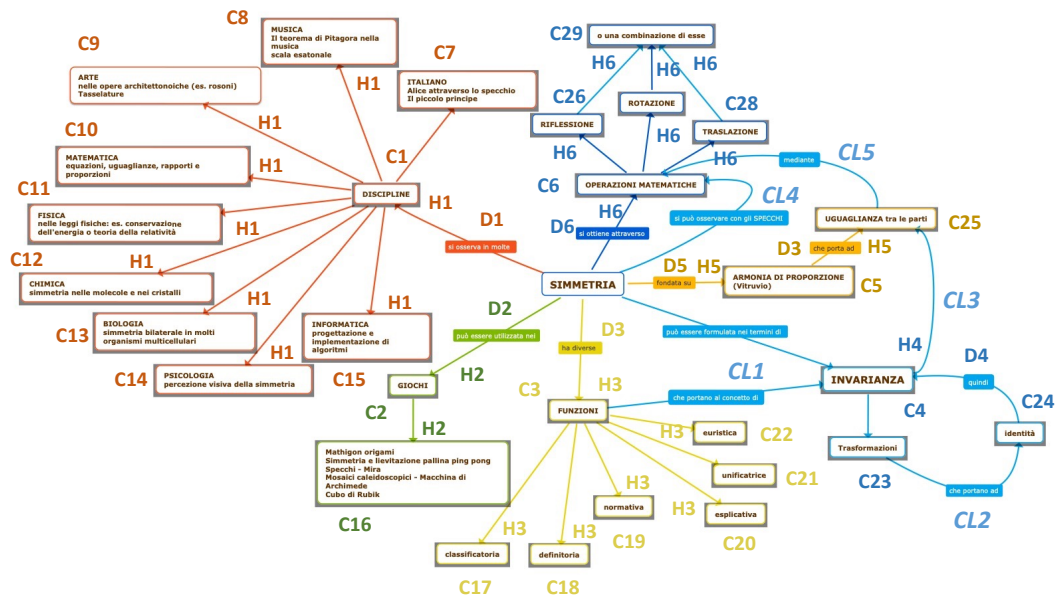 C8
MUSICA
Il teorema di Pitagora nella
musica
scala esatonale
C29
o una combinazione di esse
C9
C7
H6
H6
H6
ARTE
nelle opere architettonoiche (es. rosoni)
Tasselature
H1
ITALIANO
Alice attraverso lo specchio
Il piccolo principe
C26
ROTAZIONE
C28
H1
RIFLESSIONE
TRASLAZIONE
C10
H6
H6
H6
MATEMATICA
equazioni, uguaglianze, rapporti e
proporzioni
H1
C1
mediante
CL5
C11
DISCIPLINE
C6
OPERAZIONI MATEMATICHE
CL4
FISICA
nelle leggi fisiche: es. conservazione
dell'energia o teoria della relatività
H1
H1
D1
H6
D6
si può osservare con gli SPECCHI
UGUAGLIANZA tra le parti
C25
si osserva in molte
si ottiene attraverso
D3
che porta ad
H5
C12
H1
CHIMICA
simmetria nelle molecole e nei cristalli
SIMMETRIA
D5
H5
fondata su
ARMONIA DI PROPORZIONE
(Vitruvio)
C5
H1
H1
D2
CL3
C13
BIOLOGIA
simmetria bilaterale in molti
organismi multicellulari
INFORMATICA
progettazione e
implementazione di
algoritmi
può essere utilizzata nei
D3
ha diverse
può essere formulata nei termini di
H4
D4
H1
C14
PSICOLOGIA
percezione visiva della simmetria
C15
H2
GIOCHI
C3
H3
CL1
INVARIANZA
quindi
che portano al concetto di
C2
FUNZIONI
C4
C24
H2
H3
euristica
C22
Trasformazioni
identità
Mathigon origami
Simmetria e lievitazione pallina ping pong
Specchi - Mira
Mosaici caleidoscopici - Macchina di
Archimede
Cubo di Rubik
unificatrice
C21
C23
che portano ad
H3
CL2
C16
normativa
H3
esplicativa
H3
H3
C19
C20
classificatoria
definitoria
C17
C18